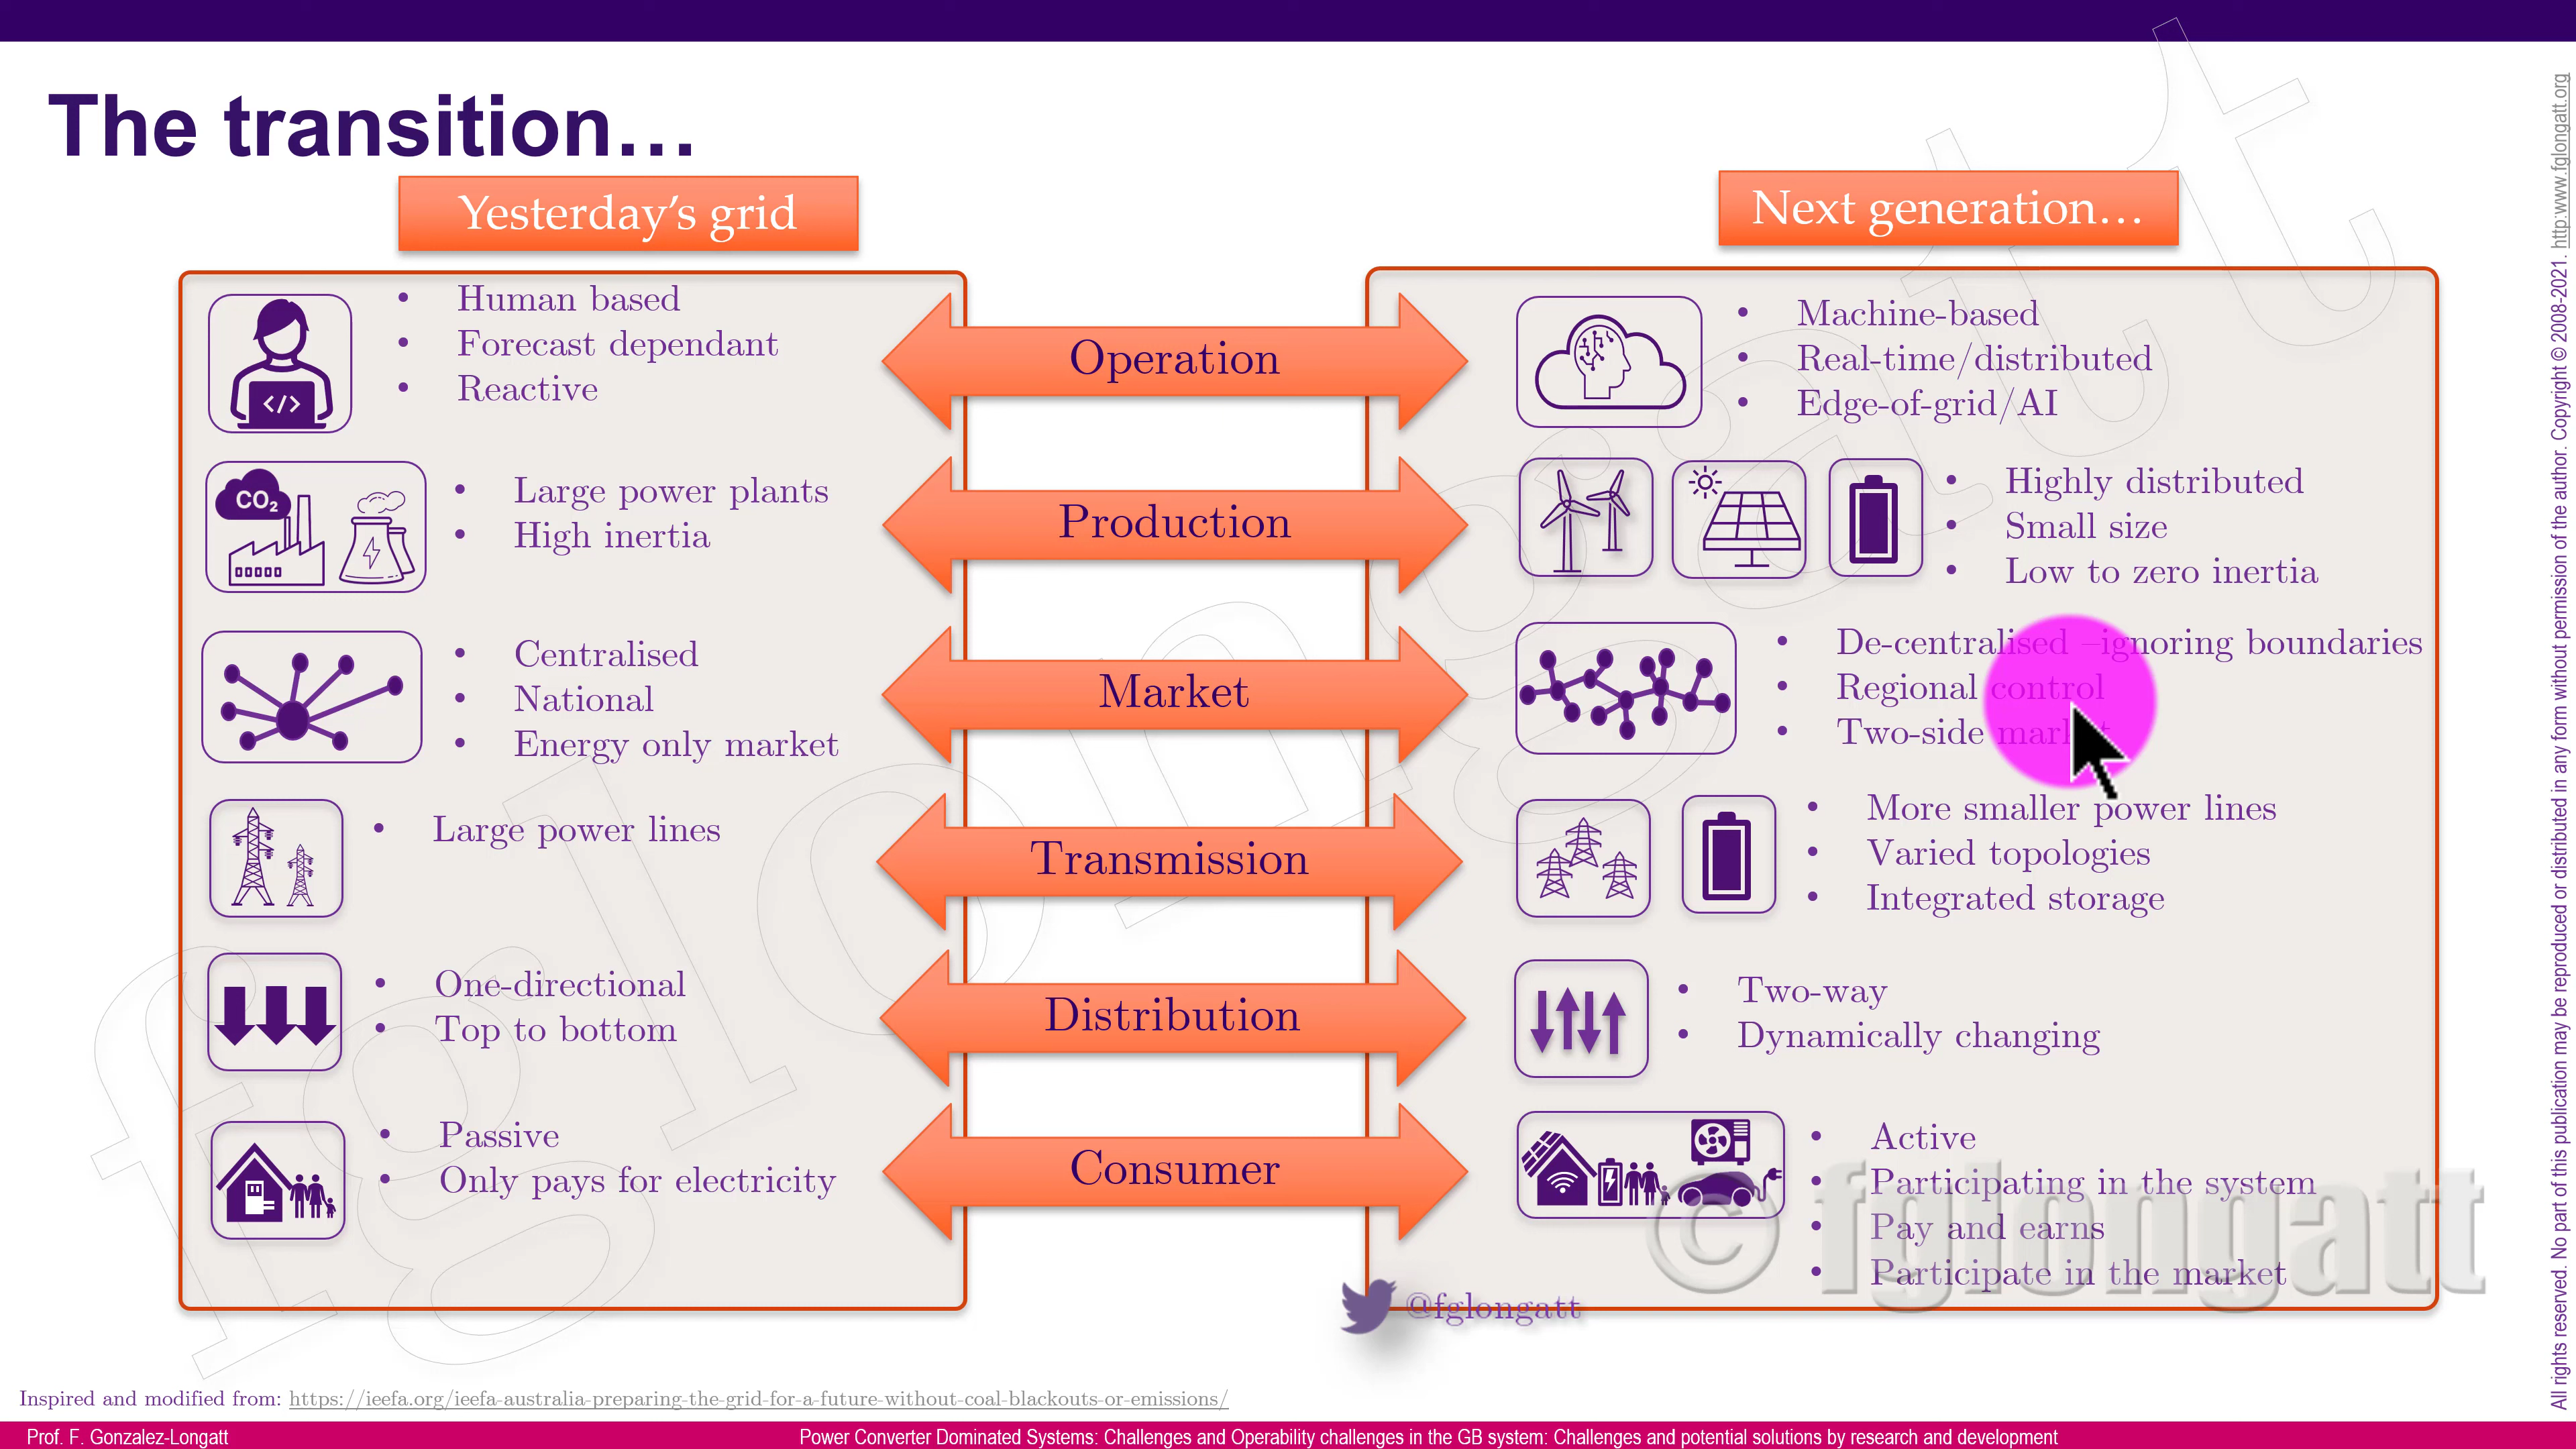 The transition…
Yesterday's grid
Next generation…
• Human based
• Forecast dependant
• Reactive
</>
Operation
• Machine-based
• Real-time/distributed
• Edge-of-grid/AI
CO2
• Large power plants
• High inertia
Production
• Highly distributed
• Small size
• Low to zero inertia
• Centralised
• National
• Energy only market
Market
• De-centralised –ignoring boundaries
• Regional control
• Two-side market
• Large power lines
Transmission
• More smaller power lines
• Varied topologies
• Integrated storage
• One-directional
• Top to bottom
Distribution
• Two-way
• Dynamically changing
• Passive
• Only pays for electricity
Consumer
• Active
• Participating in the system
• Pay and earns
• Participate in the market
© fglongatt
fglongatt
@fglongatt
Inspired and modified from: https://ieefa.org/ieefa-australia-preparing-the-grid-for-a-future-without-coal-blackouts-or-emissions/
Prof. F. Gonzalez-Longatt
Power Converter Dominated Systems: Challenges and Operability challenges in the GB system: Challenges and potential solutions by research and development
All rights reserved. No part of this publication may be reproduced or distributed in any form without permission of the author. Copyright © 2008-2021. http:www.fglongatt.org